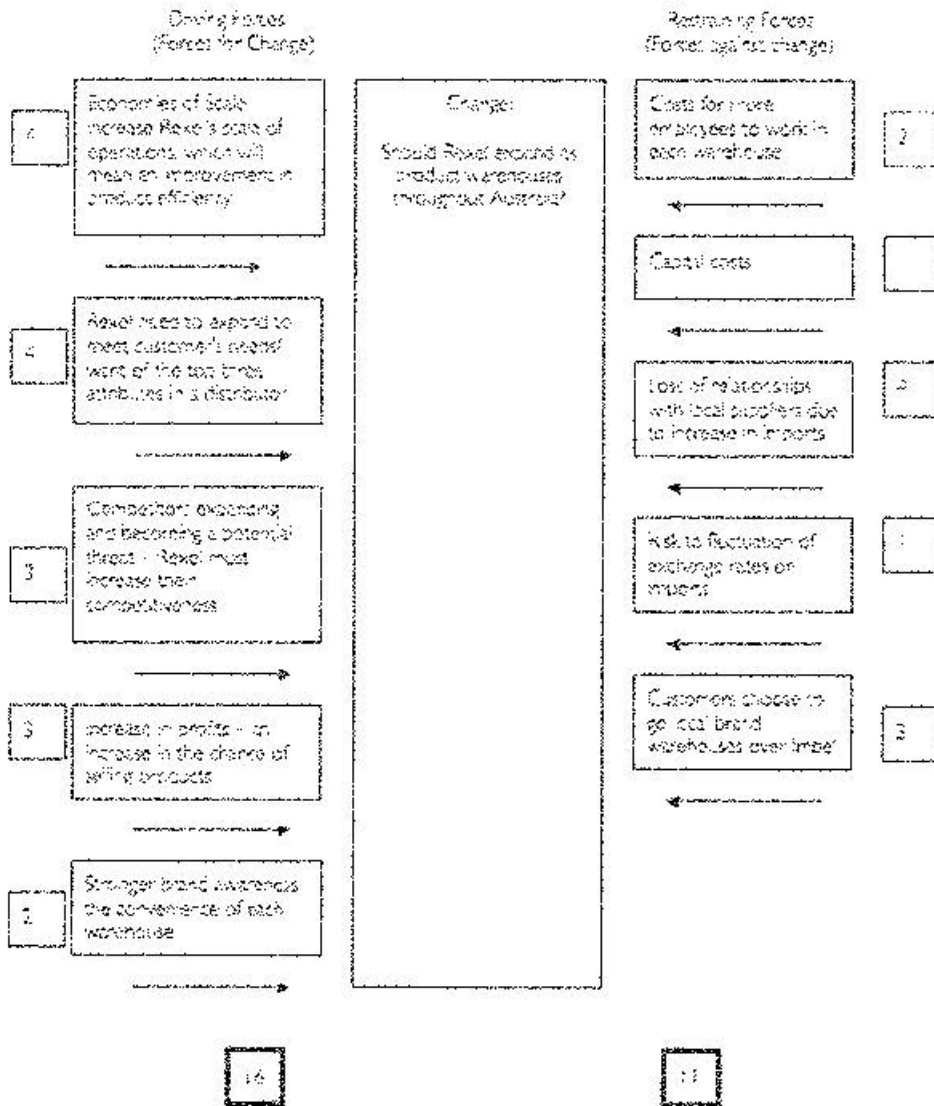 Driving Forces
(Forces for Change)
Restraining Forces
(Forces against change)
4
Economies of Scale
increase Rexel's scale of
operations, which will
mean an improvement in
product efficiency
Change:
Should Rexel expand its
product warehouses
throughout Australia?
Costs for more
employees to work in
each warehouse
2
Capital costs
4
Rexel to expand to
meet customer's needs/
want of the top three
attributes in a distributor
Loss of relationships
with local suppliers due
to increase in imports
Competitors expanding
and becoming a potential
threat – Rexel must
increase their
competitiveness
3
Risk to fluctuation of
exchange rates on
imports
1
3
Increase in profits – an
increase in the chance of
selling products
Customers choose to
go local brand
warehouses over
3
Stronger brand awareness
the convenience of each
warehouse
2
16
11